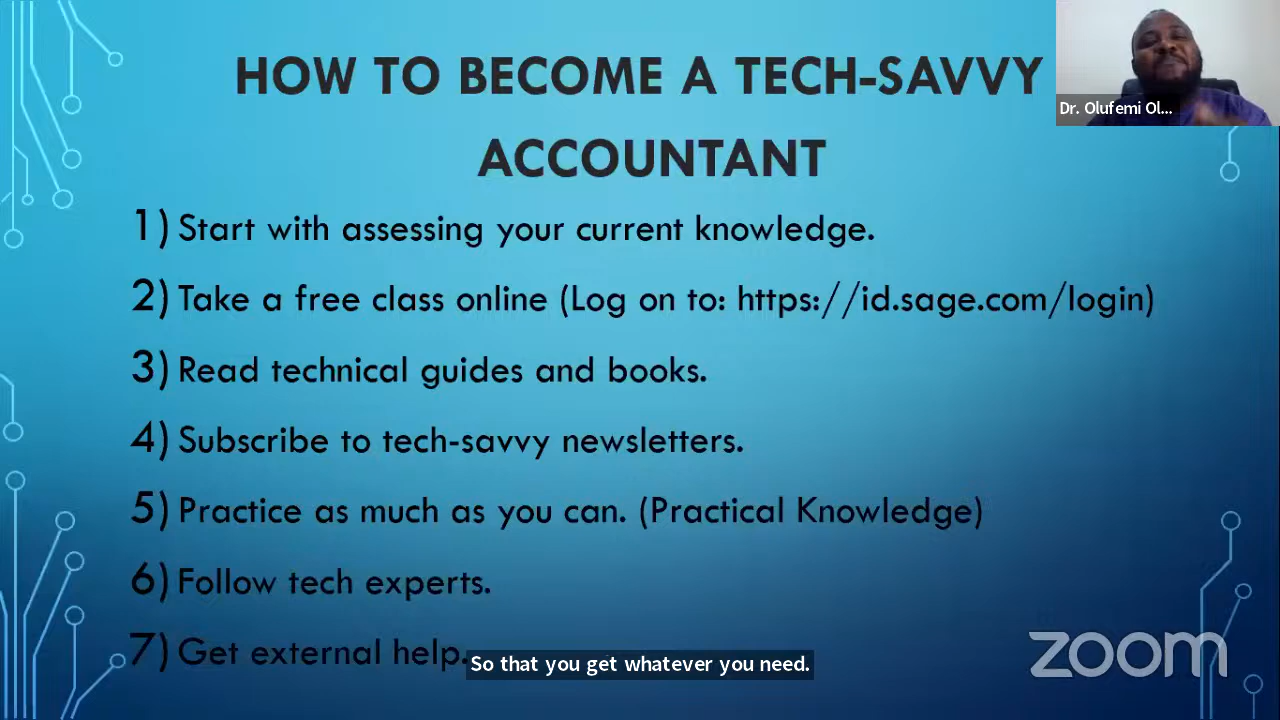 HOW TO BECOME A TECH-SAVVY
ACCOUNTANT
Dr. Olufemi Ol...
1) Start with assessing your current knowledge.
2) Take a free class online (Log on to: https://id.sage.com/login)
3) Read technical guides and books.
4) Subscribe to tech-savvy newsletters.
5) Practice as much as you can. (Practical Knowledge)
6) Follow tech experts.
7) Get external help.
So that you get whatever you need.
zoom